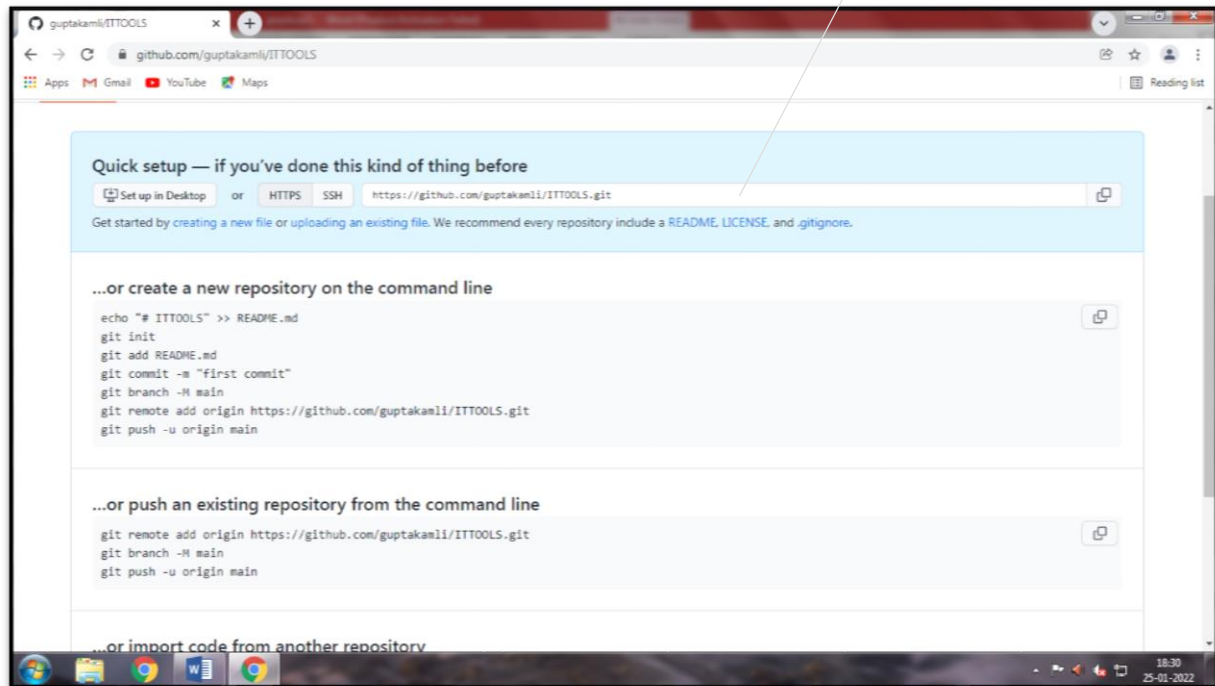 guptakamli/ITTOOLS
github.com/guptakamli/ITTOOLS
Apps Gmail YouTube Maps Reading list
Quick setup — if you've done this kind of thing before
Set up in Desktop or HTTPS SSH https://github.com/guptakamli/ITTOOLS.git
Get started by creating a new file or uploading an existing file. We recommend every repository include a README, LICENSE, and .gitignore.
...or create a new repository on the command line
echo "# ITTOOLS" >> README.md
git init
git add README.md
git commit -m "first commit"
git branch -M main
git remote add origin https://github.com/guptakamli/ITTOOLS.git
git push -u origin main
...or push an existing repository from the command line
git remote add origin https://github.com/guptakamli/ITTOOLS.git
git branch -M main
git push -u origin main
...or import code from another repository
18:30
25-01-2022